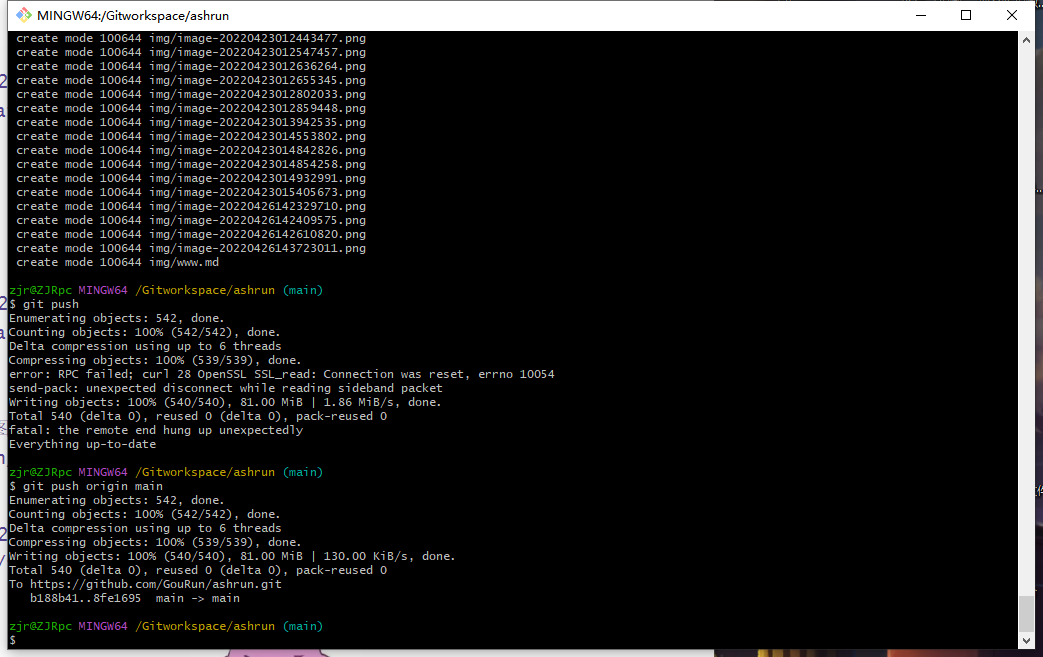 MINGW64:/Gitworkspace/ashrun
create mode 100644 img/image-20220423012443477.png
create mode 100644 img/image-20220423012547457.png
create mode 100644 img/image-20220423012636264.png
create mode 100644 img/image-20220423012655345.png
create mode 100644 img/image-20220423012802033.png
create mode 100644 img/image-20220423012859448.png
create mode 100644 img/image-20220423013942535.png
create mode 100644 img/image-20220423014553802.png
create mode 100644 img/image-20220423014842826.png
create mode 100644 img/image-20220423014854258.png
create mode 100644 img/image-20220423014932991.png
create mode 100644 img/image-20220423015405673.png
create mode 100644 img/image-20220426142329710.png
create mode 100644 img/image-20220426142409575.png
create mode 100644 img/image-20220426142610820.png
create mode 100644 img/image-20220426143723011.png
create mode 100644 img/www.md
zjr@ZJRpc MINGW64 /Gitworkspace/ashrun (main)
$ git push
Enumerating objects: 542, done.
Counting objects: 100% (542/542), done.
Delta compression using up to 6 threads
Compressing objects: 100% (539/539), done.
error: RPC failed; curl 28 OpenSSL SSL_read: Connection was reset, errno 10054
send-pack: unexpected disconnect while reading sideband packet
Writing objects: 100% (540/540), 81.00 MiB | 1.86 MiB/s, done.
Total 540 (delta 0), reused 0 (delta 0), pack-reused 0
fatal: the remote end hung up unexpectedly
Everything up-to-date
zjr@ZJRpc MINGW64 /Gitworkspace/ashrun (main)
$ git push origin main
Enumerating objects: 542, done.
Counting objects: 100% (542/542), done.
Delta compression using up to 6 threads
Compressing objects: 100% (539/539), done.
Writing objects: 100% (540/540), 81.00 MiB | 130.00 KiB/s, done.
Total 540 (delta 0), reused 0 (delta 0), pack-reused 0
To https://github.com/GouRun/ashrun.git
b188b41..8fe1695  main -> main
zjr@ZJRpc MINGW64 /Gitworkspace/ashrun (main)
$